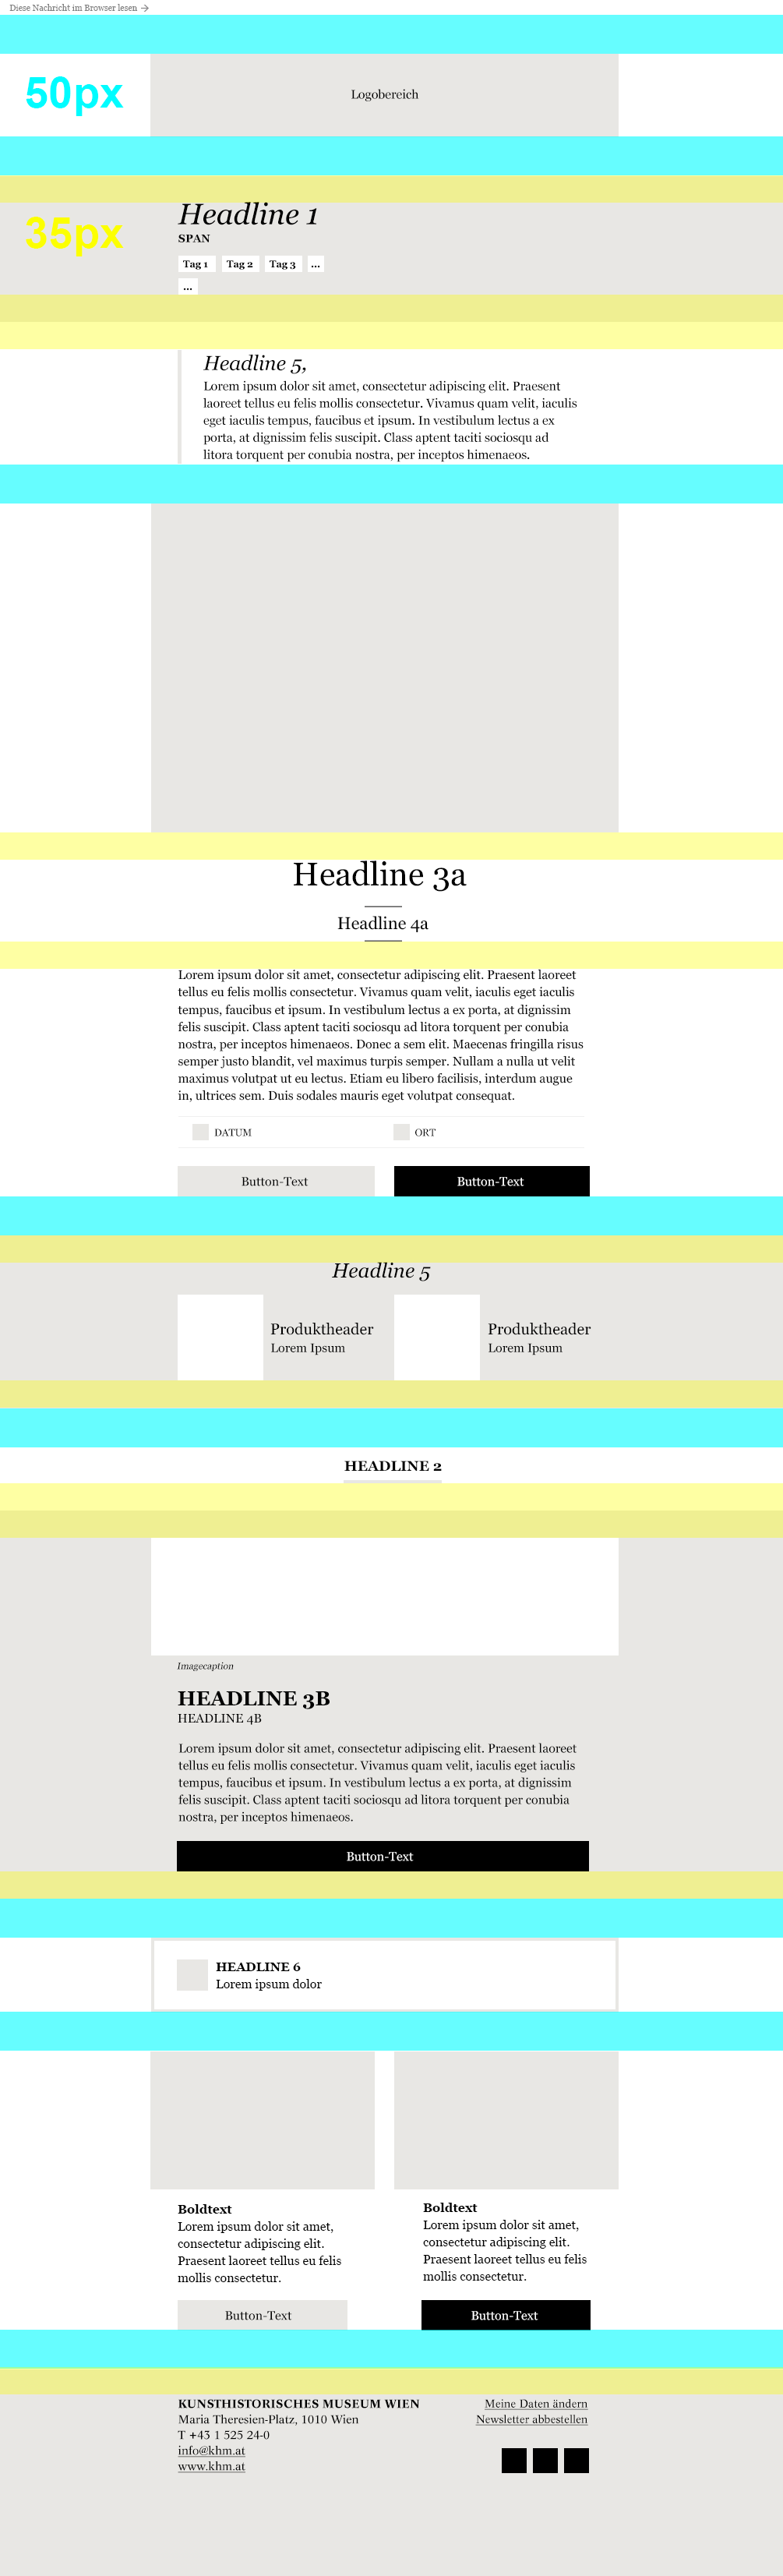 Diese Nachricht im Browser lesen →
50px
Logobereich
35px
Headline 1
SPAN
Tag 1 Tag 2 Tag 3 ...
...
Headline 5,
Lorem ipsum dolor sit amet, consectetur adipiscing elit. Praesent
laoreet tellus eu felis mollis consectetur. Vivamus quam velit, iaculis
eget iaculis tempus, faucibus et ipsum. In vestibulum lectus a ex
porta, at dignissim felis suscipit. Class aptent taciti sociosqu ad
litora torquent per conubia nostra, per inceptos himenaeos.
Headline 3a
Headline 4a
Lorem ipsum dolor sit amet, consectetur adipiscing elit. Praesent laoreet
tellus eu felis mollis consectetur. Vivamus quam velit, iaculis eget iaculis
tempus, faucibus et ipsum. In vestibulum lectus a ex porta, at dignissim
felis suscipit. Class aptent taciti sociosqu ad litora torquent per conubia
nostra, per inceptos himenaeos. Donec a sem elit. Maecenas fringilla risus
semper justo blandit, vel maximus turpis semper. Nullam a nulla ut velit
maximus volutpat ut eu lectus. Etiam eu libero facilisis, interdum augue
in, ultrices sem. Duis sodales mauris eget volutpat consequat.
DATUM ORT
Button-Text Button-Text
Headline 5
Produktheader Produktheader
Lorem Ipsum Lorem Ipsum
HEADLINE 2
Imagecaption
HEADLINE 3B
HEADLINE 4B
Lorem ipsum dolor sit amet, consectetur adipiscing elit. Praesent laoreet
tellus eu felis mollis consectetur. Vivamus quam velit, iaculis eget iaculis
tempus, faucibus et ipsum. In vestibulum lectus a ex porta, at dignissim
felis suscipit. Class aptent taciti sociosqu ad litora torquent per conubia
nostra, per inceptos himenaeos.
Button-Text
HEADLINE 6
Lorem ipsum dolor
Boldtext
Lorem ipsum dolor sit amet,
consectetur adipiscing elit.
Praesent laoreet tellus eu felis
mollis consectetur.
Button-Text
Boldtext
Lorem ipsum dolor sit amet,
consectetur adipiscing elit.
Praesent laoreet tellus eu felis
mollis consectetur.
Button-Text
KUNSTHISTORISCHES MUSEUM WIEN
Maria Theresien-Platz, 1010 Wien
T +43 1 525 24-0
info@khm.at
www.khm.at
Meine Daten ändern
Newsletter abbestellen